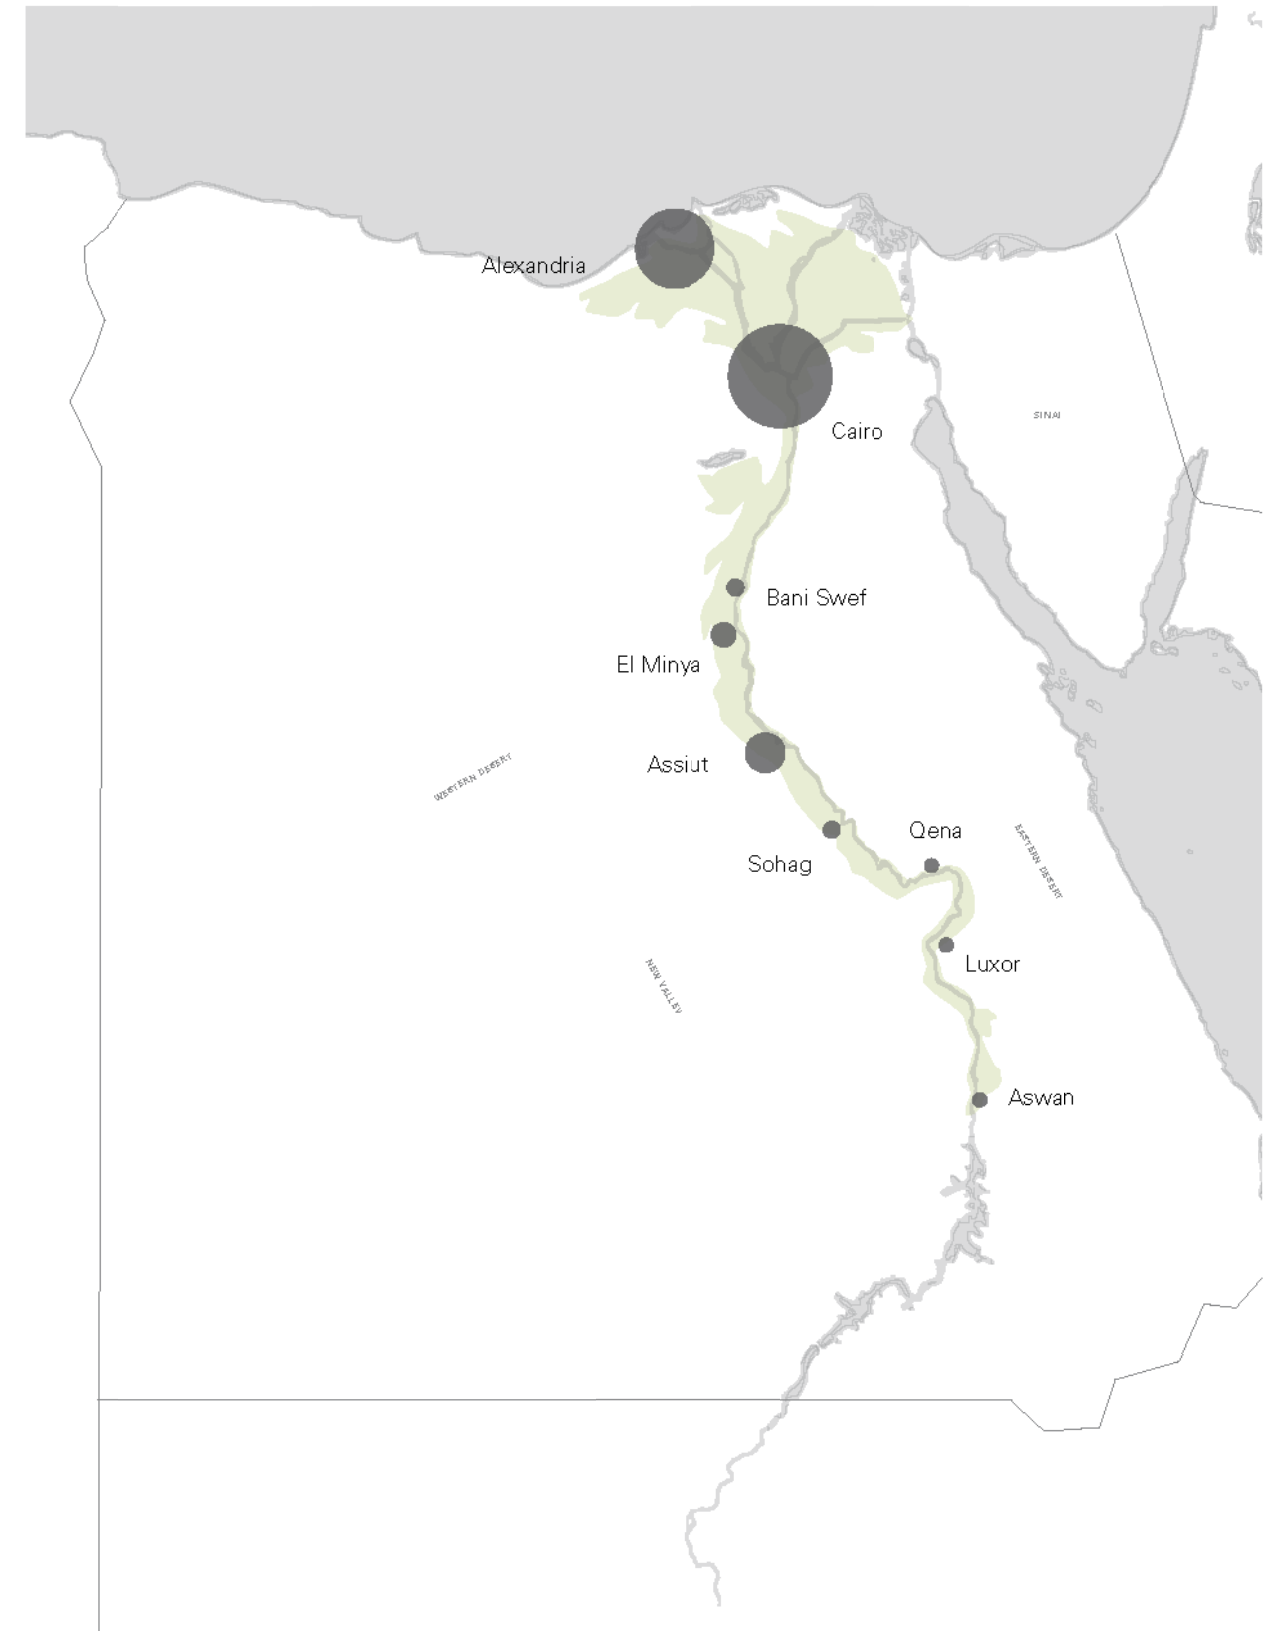 Alexandria
SINAI
Cairo
Bani Swef
El Minya
WESTERN DESERT
Assiut
Qena
EASTERN DESERT
Sohag
Luxor
NEW VALLEY
Aswan